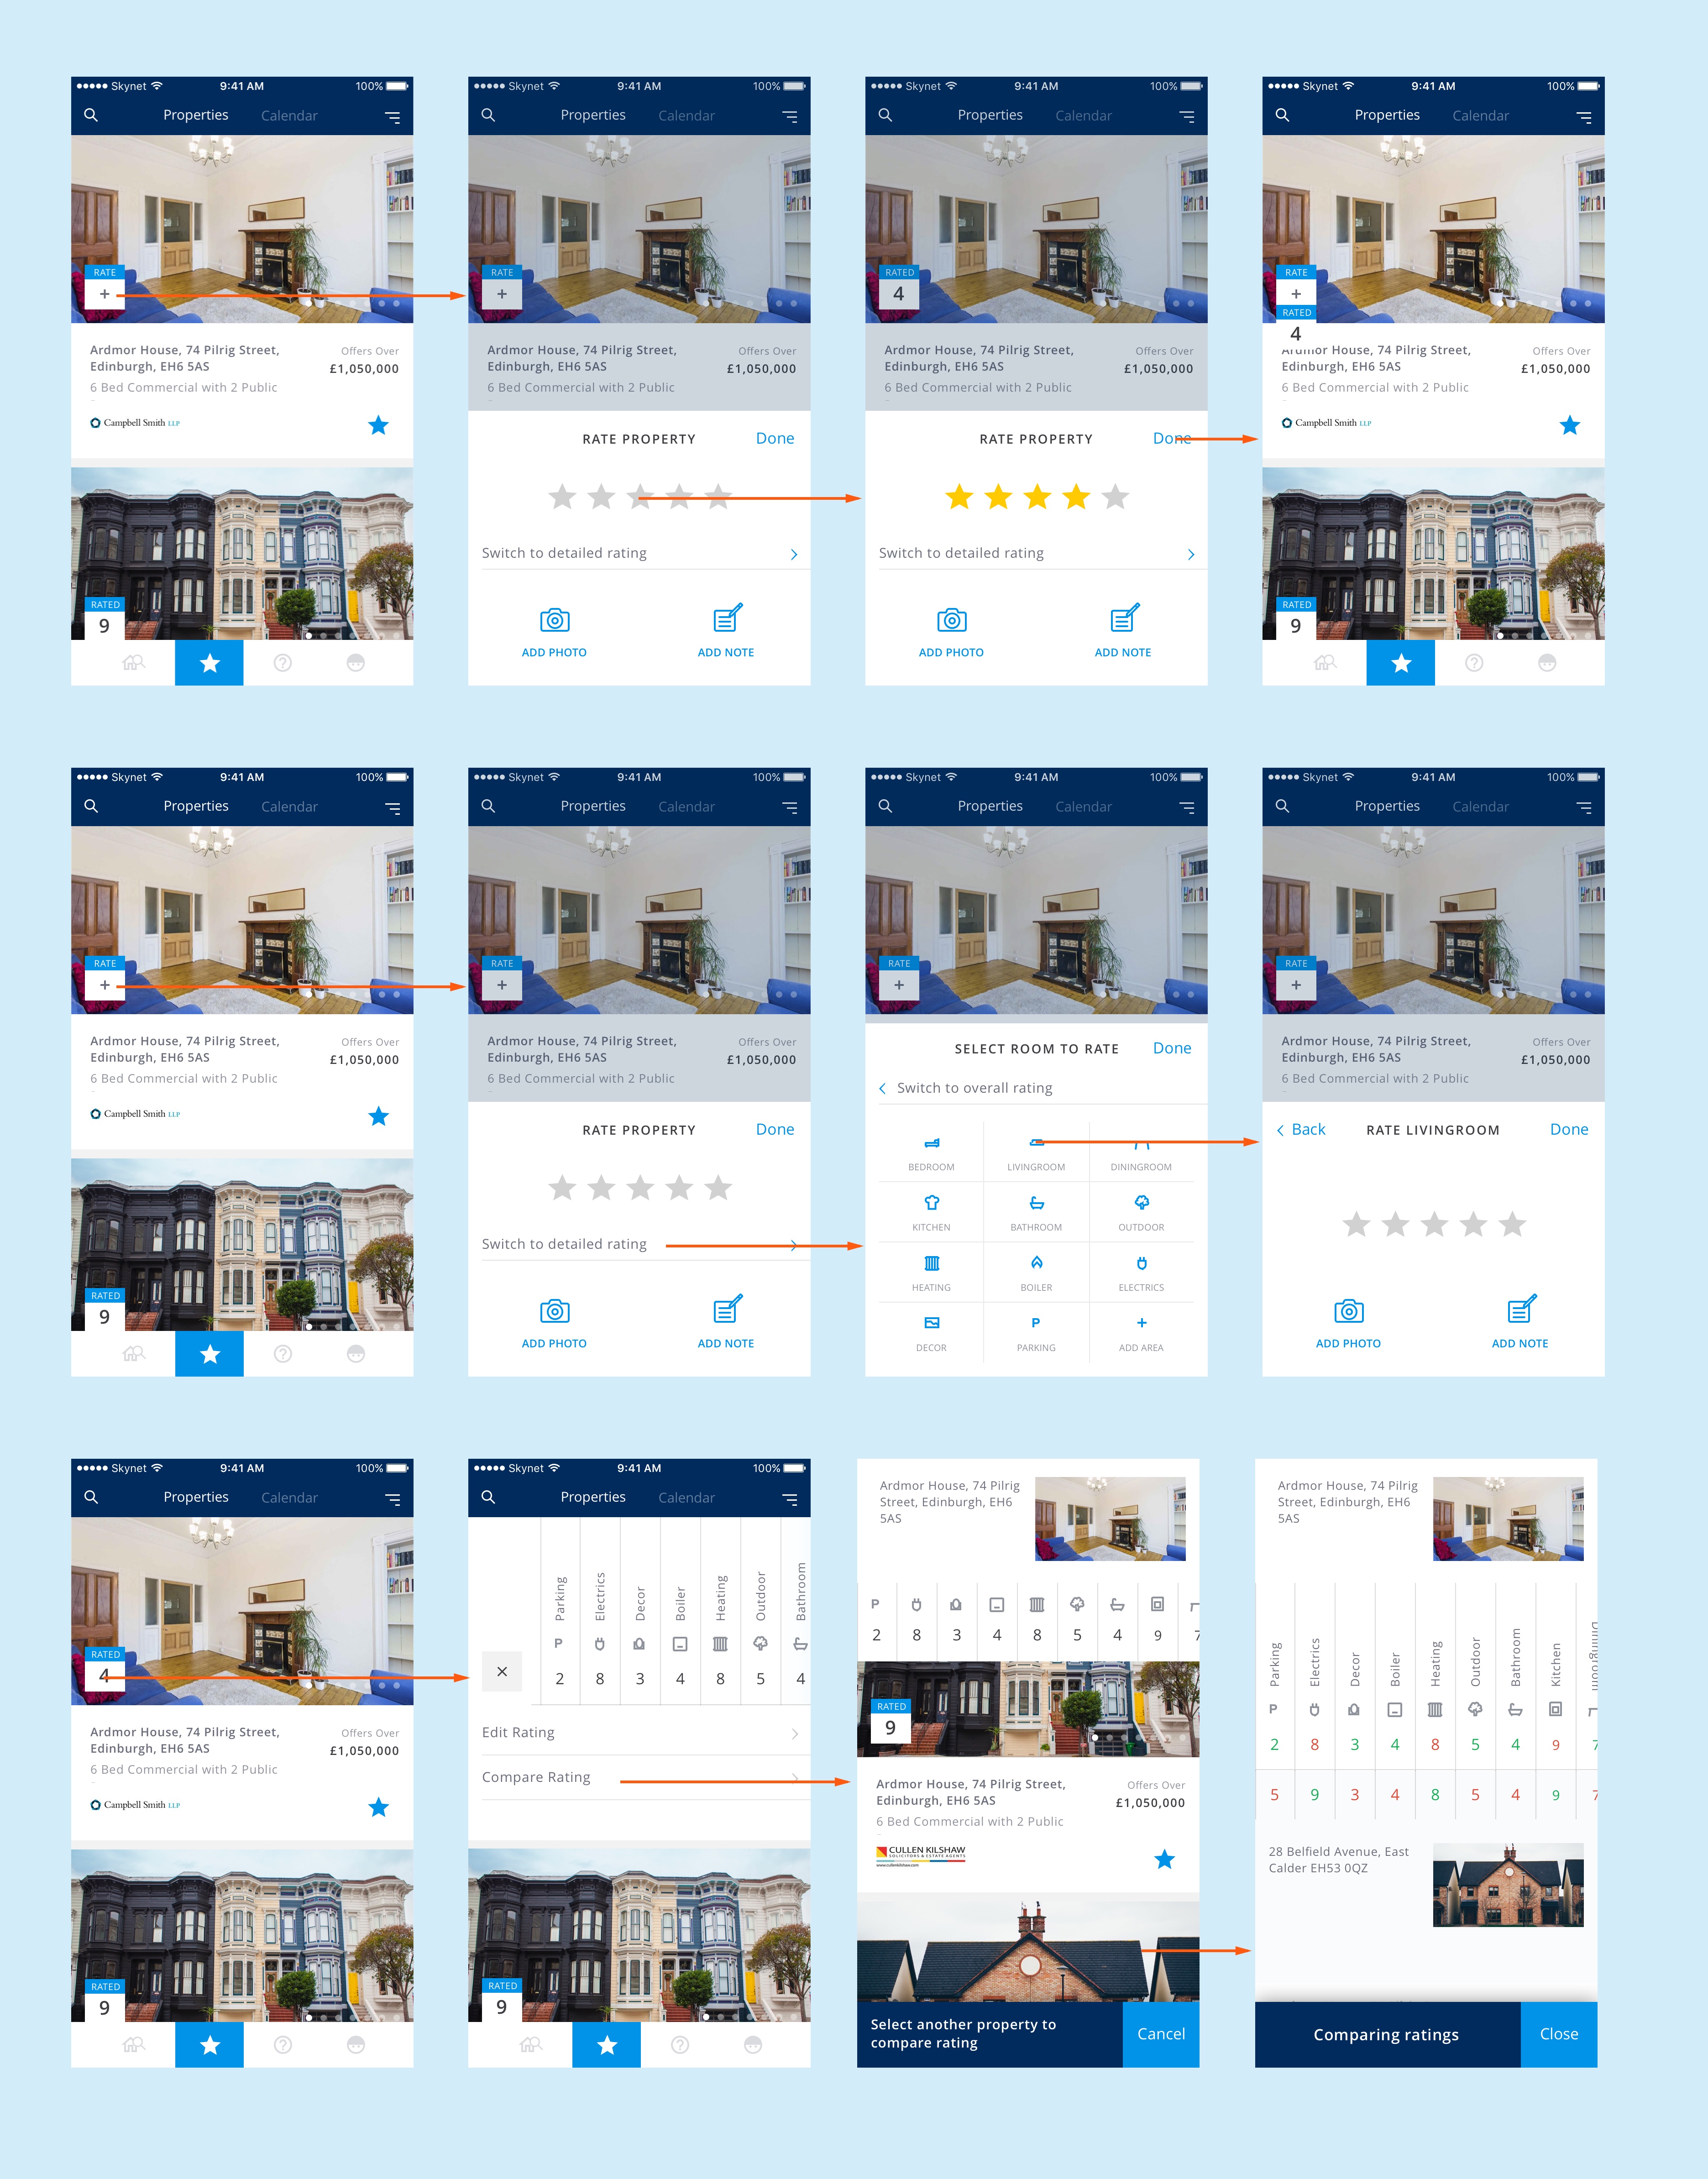 Skynet 9:41 AM 100%
Properties Calendar
RATE
+
Ardmor House, 74 Pilrig Street, Offers Over
Edinburgh, EH6 5AS £1,050,000
6 Bed Commercial with 2 Public
Campbell Smith LLP
RATED
9
Skynet 9:41 AM 100%
Properties Calendar
RATE
+
Ardmor House, 74 Pilrig Street, Offers Over
Edinburgh, EH6 5AS £1,050,000
6 Bed Commercial with 2 Public
RATE PROPERTY Done
Switch to detailed rating
ADD PHOTO ADD NOTE
Skynet 9:41 AM 100%
Properties Calendar
RATED
4
Ardmor House, 74 Pilrig Street, Offers Over
Edinburgh, EH6 5AS £1,050,000
6 Bed Commercial with 2 Public
RATE PROPERTY Done
Switch to detailed rating
ADD PHOTO ADD NOTE
Skynet 9:41 AM 100%
Properties Calendar
RATE
+
RATED
4
Ardmor House, 74 Pilrig Street, Offers Over
Edinburgh, EH6 5AS £1,050,000
6 Bed Commercial with 2 Public
Campbell Smith LLP
RATED
9
Skynet 9:41 AM 100%
Properties Calendar
RATE
+
Ardmor House, 74 Pilrig Street, Offers Over
Edinburgh, EH6 5AS £1,050,000
6 Bed Commercial with 2 Public
Campbell Smith LLP
RATED
9
Skynet 9:41 AM 100%
Properties Calendar
RATE
+
Ardmor House, 74 Pilrig Street, Offers Over
Edinburgh, EH6 5AS £1,050,000
6 Bed Commercial with 2 Public
RATE PROPERTY Done
Switch to detailed rating
ADD PHOTO ADD NOTE
Skynet 9:41 AM 100%
Properties Calendar
RATE
+
SELECT ROOM TO RATE Done
Switch to overall rating
BEDROOM LIVINGROOM DININGROOM
KITCHEN BATHROOM OUTDOOR
HEATING BOILER ELECTRICS
P +
DECOR PARKING ADD AREA
Skynet 9:41 AM 100%
Properties Calendar
RATE
+
Ardmor House, 74 Pilrig Street, Offers Over
Edinburgh, EH6 5AS £1,050,000
6 Bed Commercial with 2 Public
Back RATE LIVINGROOM Done
ADD PHOTO ADD NOTE
Skynet 9:41 AM 100%
Properties Calendar
RATED
4
Ardmor House, 74 Pilrig Street, Offers Over
Edinburgh, EH6 5AS £1,050,000
6 Bed Commercial with 2 Public
Campbell Smith LLP
RATED
9
Skynet 9:41 AM 100%
Properties Calendar
Parking Electrics Decor Boiler Heating Outdoor Bathroom
P
2 8 3 4 8 5 4
Edit Rating
Compare Rating
RATED
9
Ardmor House, 74 Pilrig
Street, Edinburgh, EH6
5AS
P
2 8 3 4 8 5 4 9 7
RATED
9
Ardmor House, 74 Pilrig Street, Offers Over
Edinburgh, EH6 5AS £1,050,000
6 Bed Commercial with 2 Public
CULLEN KILSHAW
SOLICITORS & ESTATE AGENTS
www.cullenkilshaw.com
Select another property to
compare rating
Cancel
Ardmor House, 74 Pilrig
Street, Edinburgh, EH6
5AS
Parking Electrics Decor Boiler Heating Outdoor Bathroom Kitchen Diningroom
P
2 8 3 4 8 5 4 9 7
5 9 3 4 8 5 4 9 7
28 Belfield Avenue, East
Calder EH53 0QZ
Comparing ratings Close